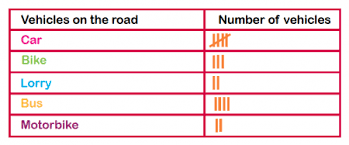 Vehicles on the road Number of vehicles
Car
Bike
Lorry
Bus
Motorbike